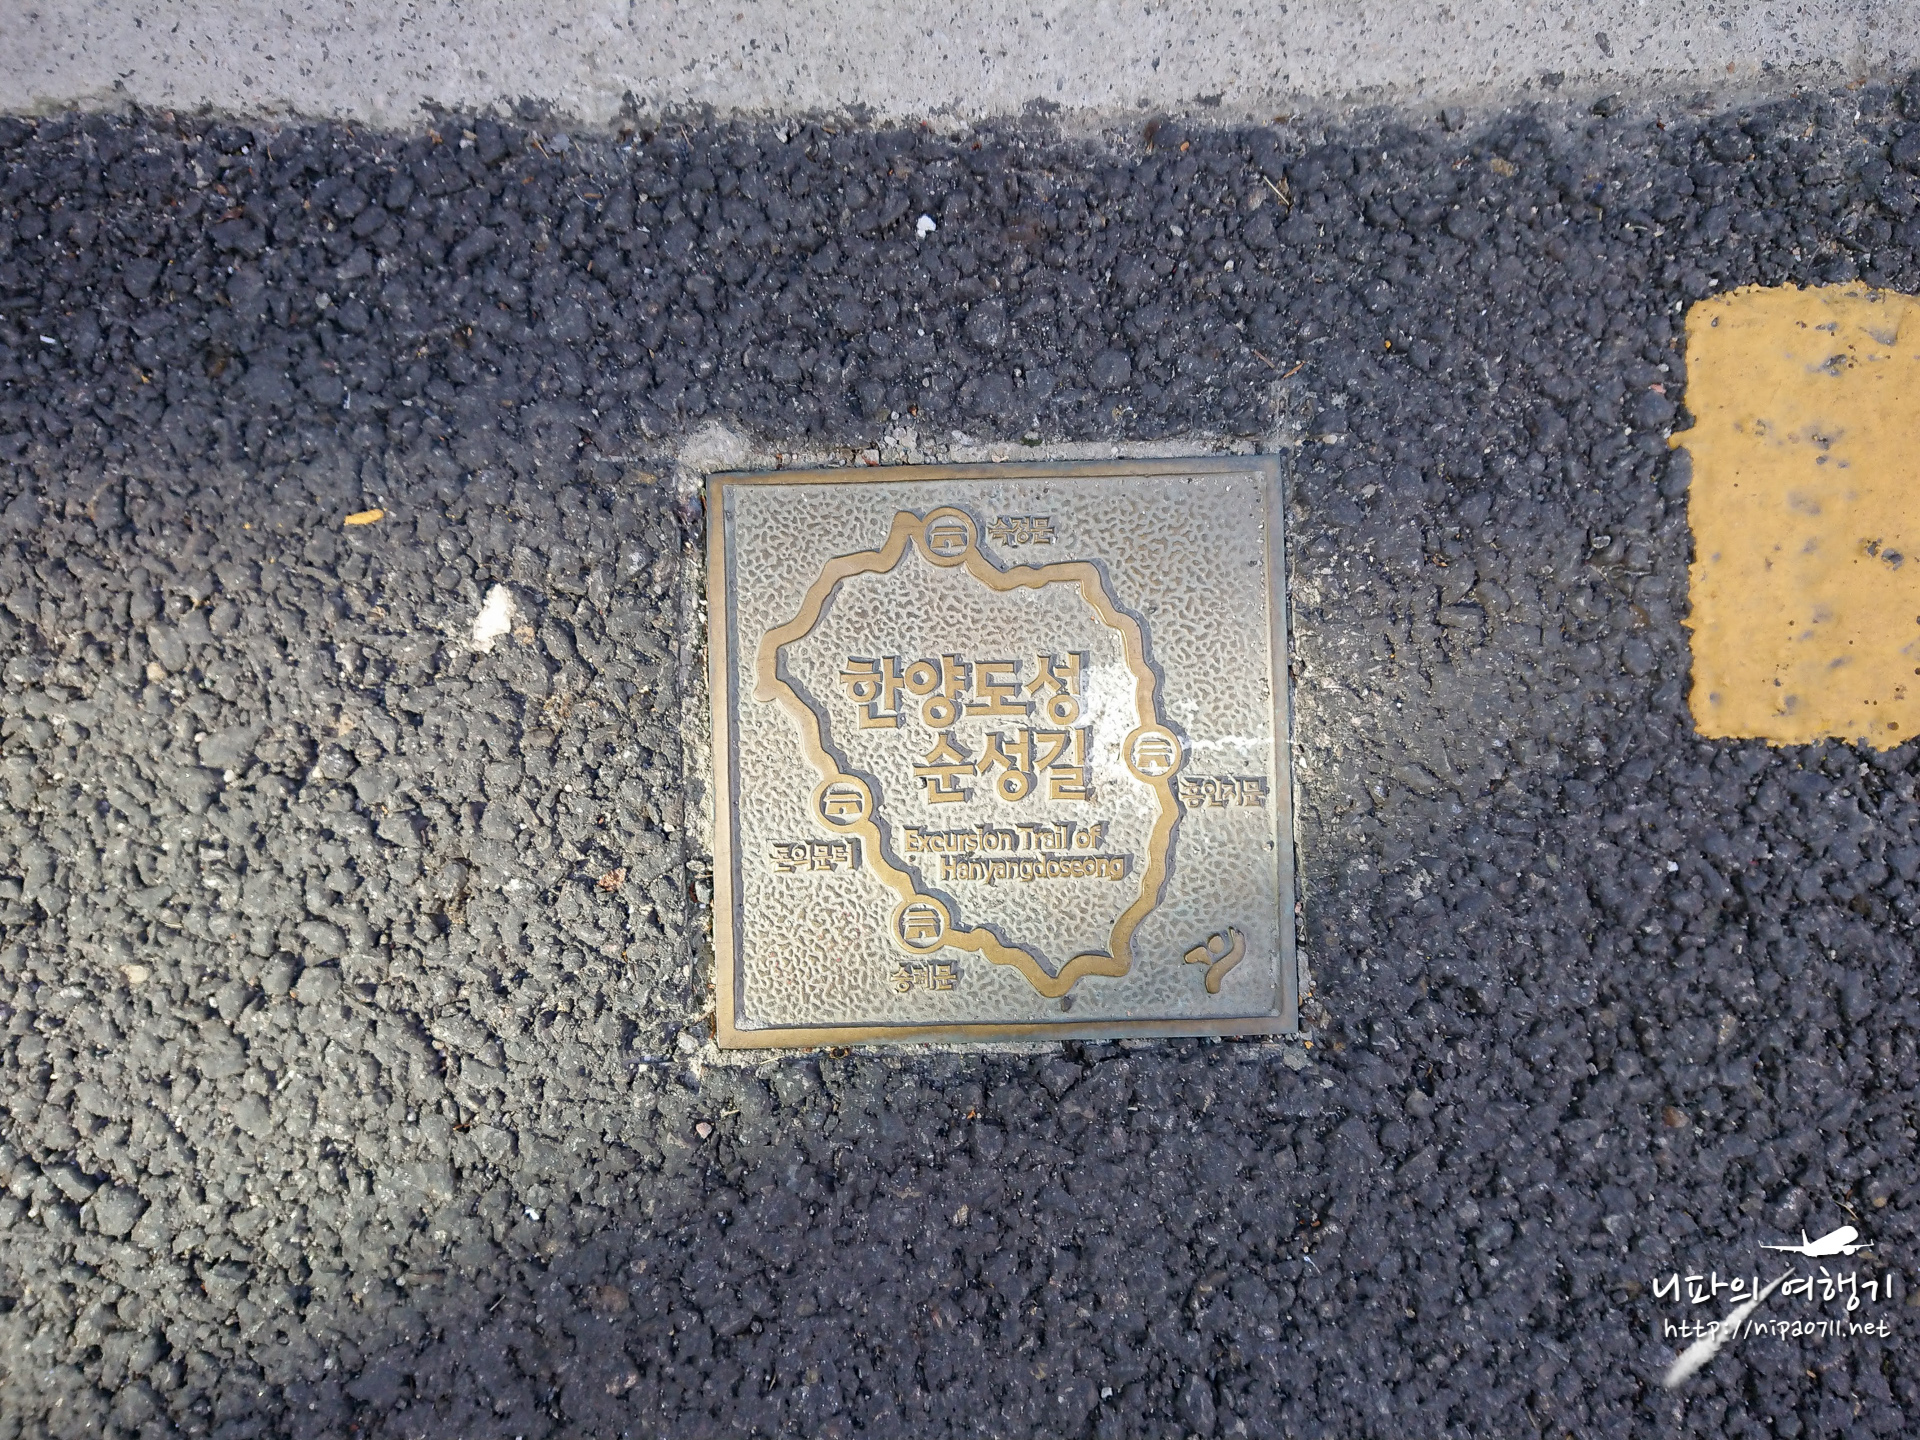 숙정문
한양도성
순성길
흥인지문
Excursion Trail of
Hanyangdoseong
돈의문터
숭례문
니파의 여행기
http://nipa0711.net